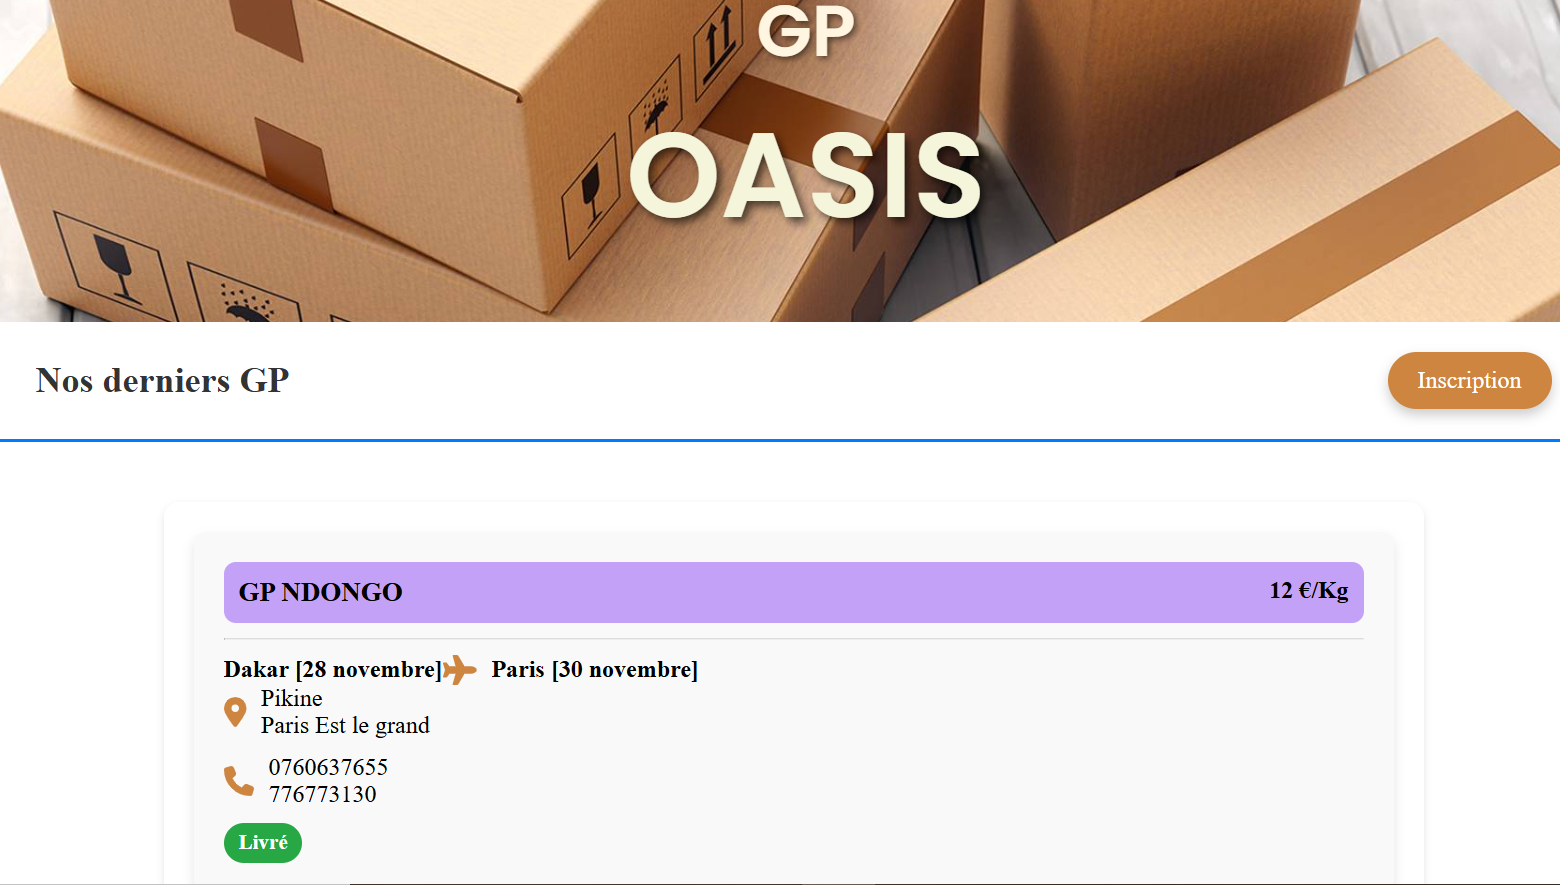 GP
OASIS
Nos derniers GP
Inscription
GP NDONGO
12 €/Kg
Dakar [28 novembre] Paris [30 novembre]
Pikine
Paris Est le grand
0760637655
776773130
Livré